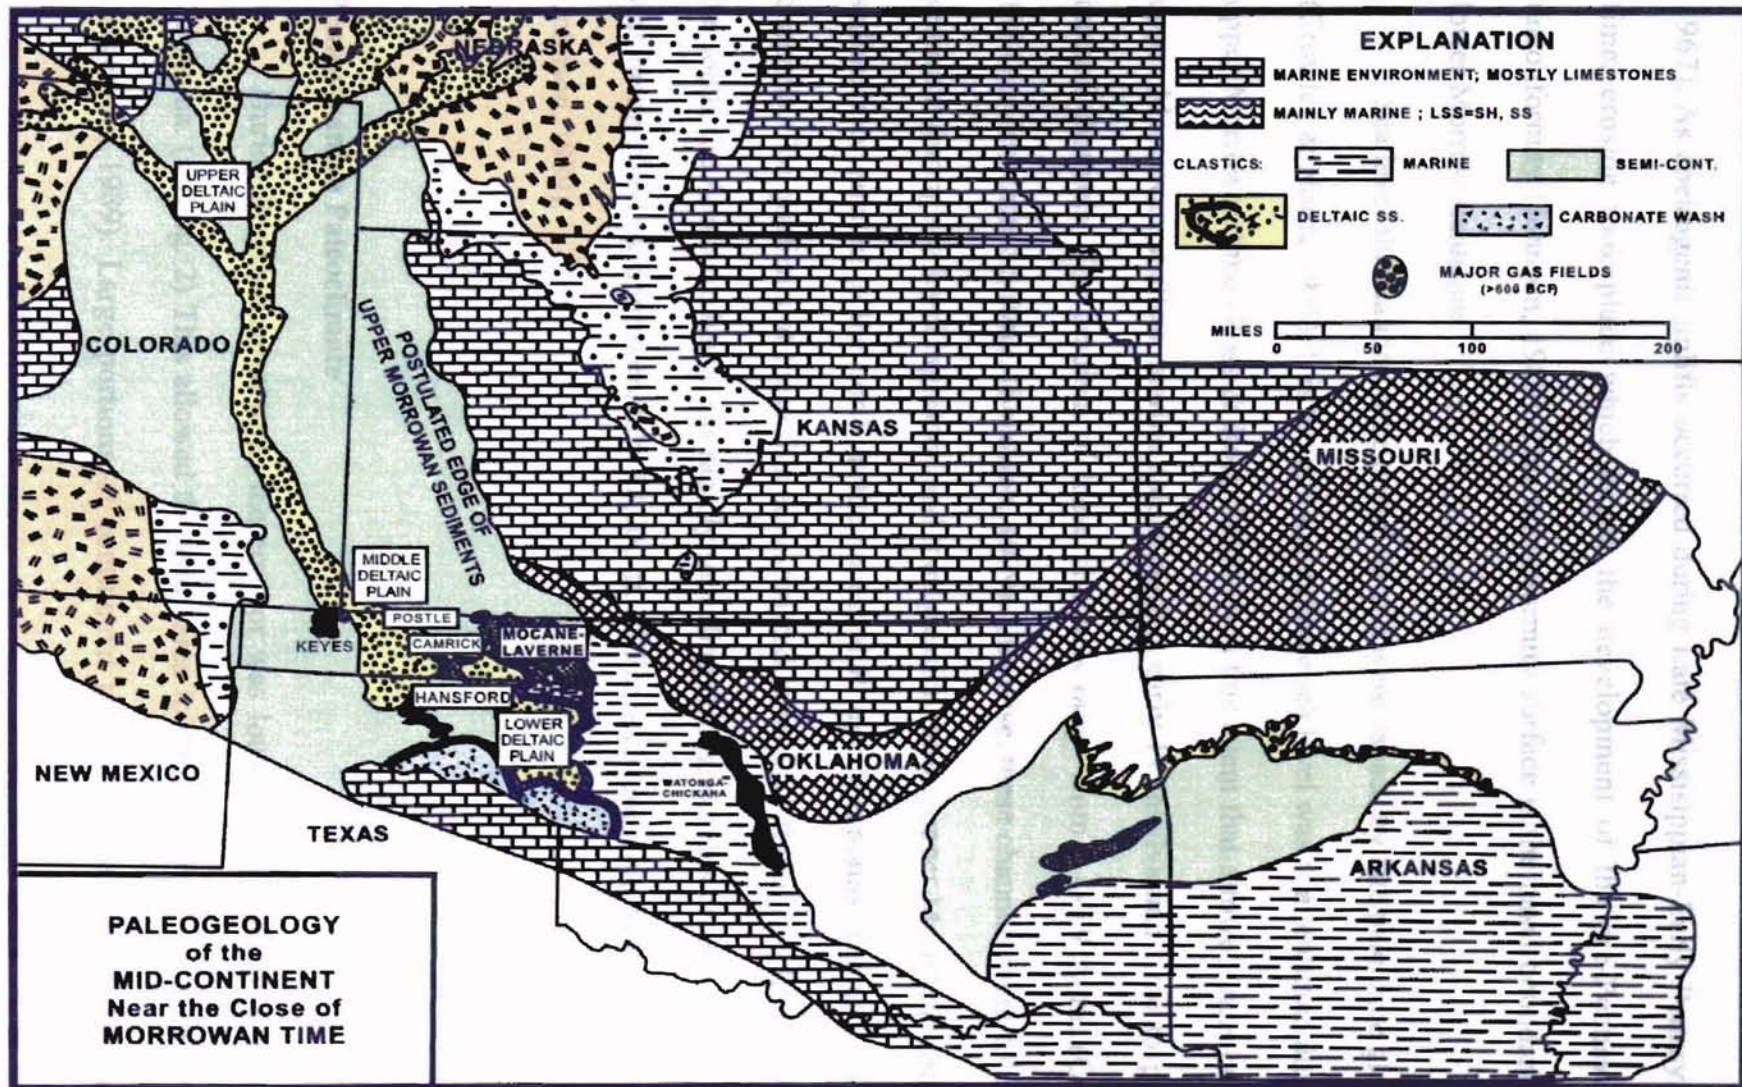 EXPLANATION
MARINE ENVIRONMENT; MOSTLY LIMESTONES
MAINLY MARINE ; LSS=SH, SS
CLASTICS:
MARINE
SEMI-CONT.
DELTAIC SS.
CARBONATE WASH
MAJOR GAS FIELDS
(>600 BCF)
MILES
0 50 100 200
NEBRASKA
UPPER
DELTAIC
PLAIN
COLORADO
POSTULATED EDGE OF
UPPER MORROWAN SEDIMENTS
KANSAS
MISSOURI
MIDDLE
DELTAIC
PLAIN
POSTLE
KEYES
CAMRICK
MOCANE-
LAVERNE
HANSFORD
LOWER
DELTAIC
PLAIN
NEW MEXICO
OKLAHOMA
WATONGA-
CHICKAHA
TEXAS
ARKANSAS
PALEOGEOLOGY
of the
MID-CONTINENT
Near the Close of
MORROWAN TIME